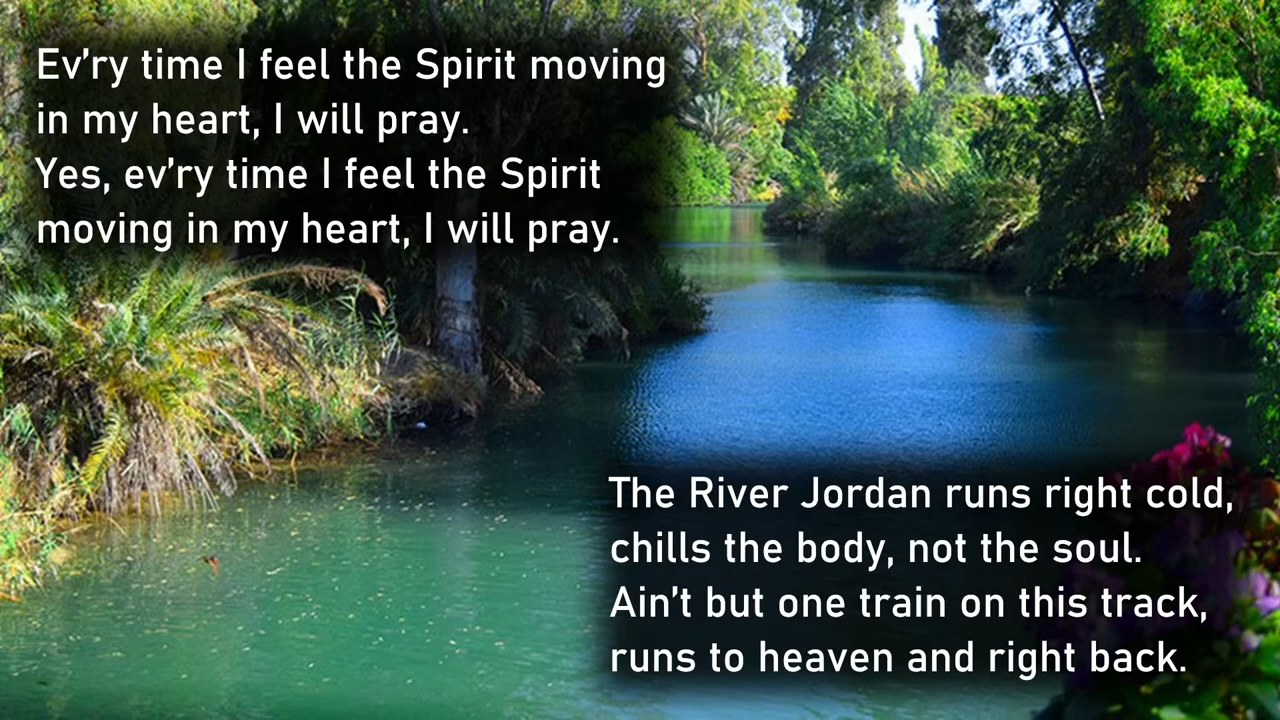 Ev’ry time I feel the Spirit moving
in my heart, I will pray.
Yes, ev’ry time I feel the Spirit
moving in my heart, I will pray.
The River Jordan runs right cold,
chills the body, not the soul.
Ain’t but one train on this track,
runs to heaven and right back.